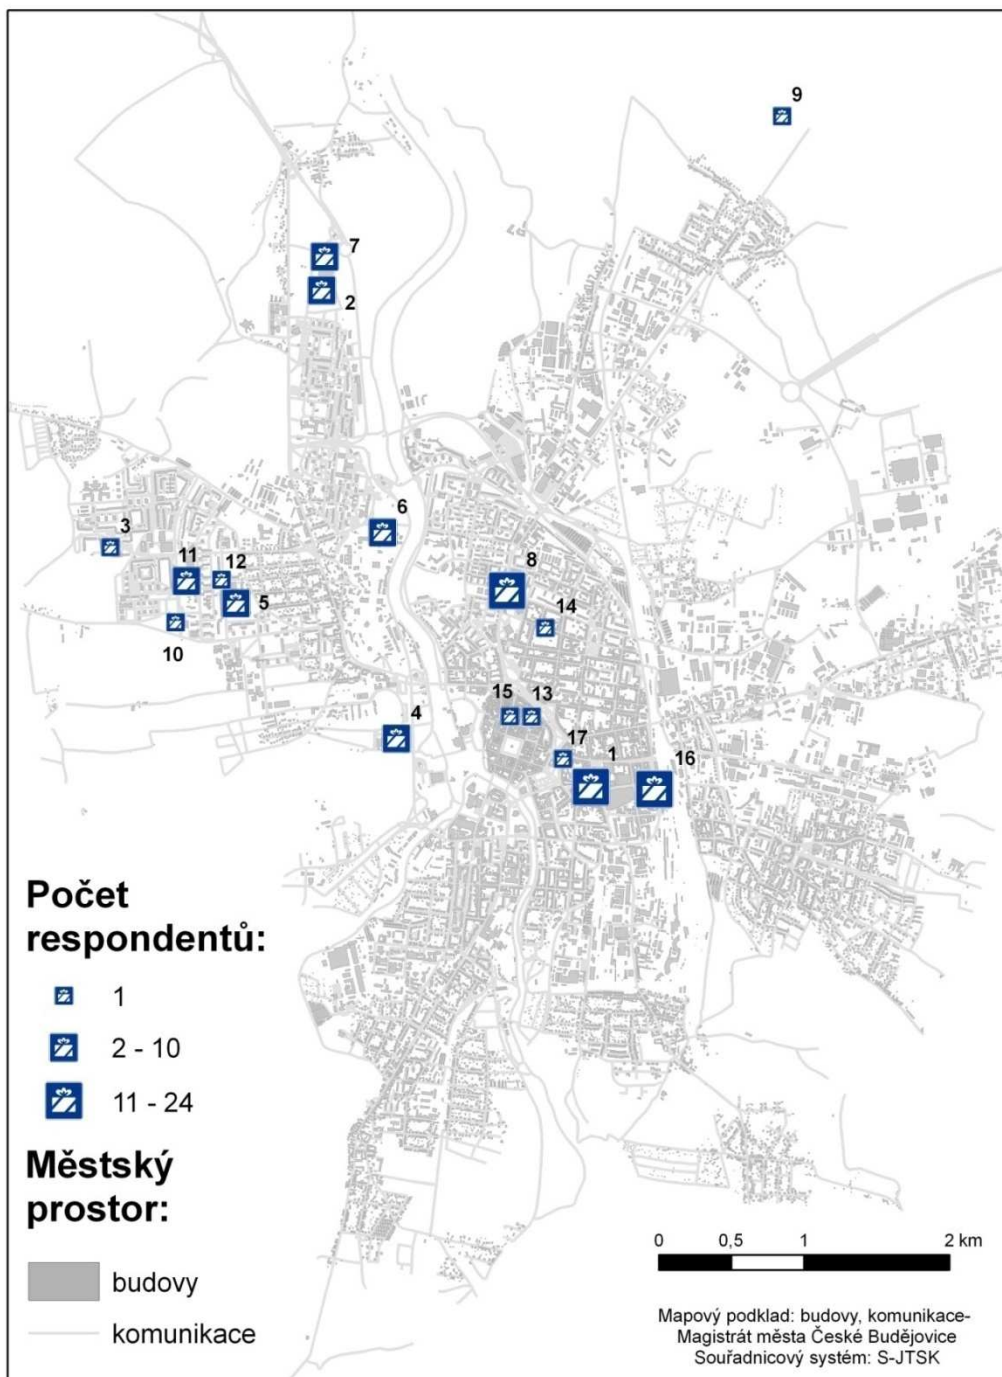 9
7
2
6
3
11
12
5
10
8
14
15
13
4
17
1
16
Počet
respondentů:
1
2 - 10
11 - 24
Městský
prostor:
budovy
komunikace
0 0,5 1 2 km
Mapový podklad: budovy, komunikace-
Magistrát města České Budějovice
Souřadnicový systém: S-JTSK